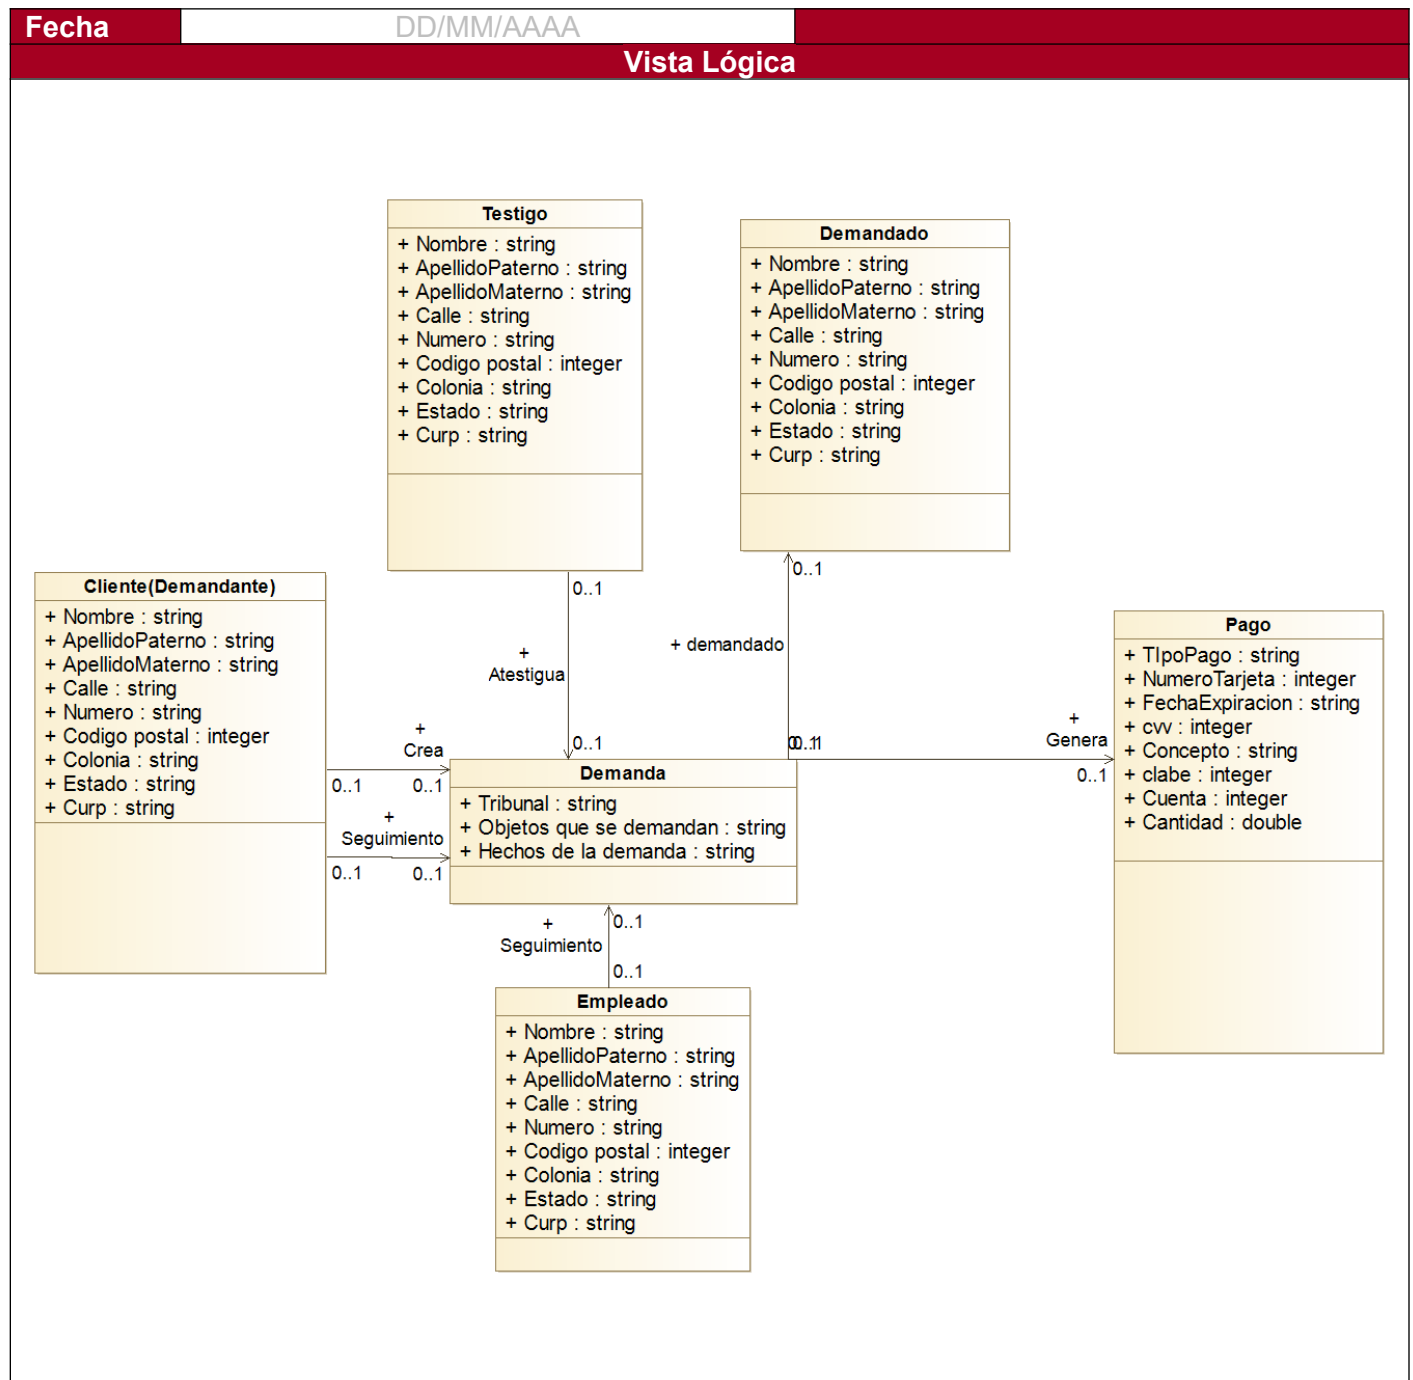 Fecha DD/MM/AAAA
Vista Lógica
Testigo
+ Nombre : string
+ ApellidoPaterno : string
+ ApellidoMaterno : string
+ Calle : string
+ Numero : string
+ Codigo postal : integer
+ Colonia : string
+ Estado : string
+ Curp : string
Demandado
+ Nombre : string
+ ApellidoPaterno : string
+ ApellidoMaterno : string
+ Calle : string
+ Numero : string
+ Codigo postal : integer
+ Colonia : string
+ Estado : string
+ Curp : string
Cliente(Demandante)
+ Nombre : string
+ ApellidoPaterno : string
+ ApellidoMaterno : string
+ Calle : string
+ Numero : string
+ Codigo postal : integer
+ Colonia : string
+ Estado : string
+ Curp : string
0..1
+
Atestigua
0..1
0..1
+ demandado
0..1
0..1
+
Genera
0..1
+
Crea
0..1
0..1
+
Seguimiento
0..1
0..1
Demanda
+ Tribunal : string
+ Objetos que se demandan : string
+ Hechos de la demanda : string
Pago
+ TIpoPago : string
+ NumeroTarjeta : integer
+ FechaExpiracion : string
+ cvv : integer
+ Concepto : string
+ clabe : integer
+ Cuenta : integer
+ Cantidad : double
+
Seguimiento
0..1
0..1
Empleado
+ Nombre : string
+ ApellidoPaterno : string
+ ApellidoMaterno : string
+ Calle : string
+ Numero : string
+ Codigo postal : integer
+ Colonia : string
+ Estado : string
+ Curp : string